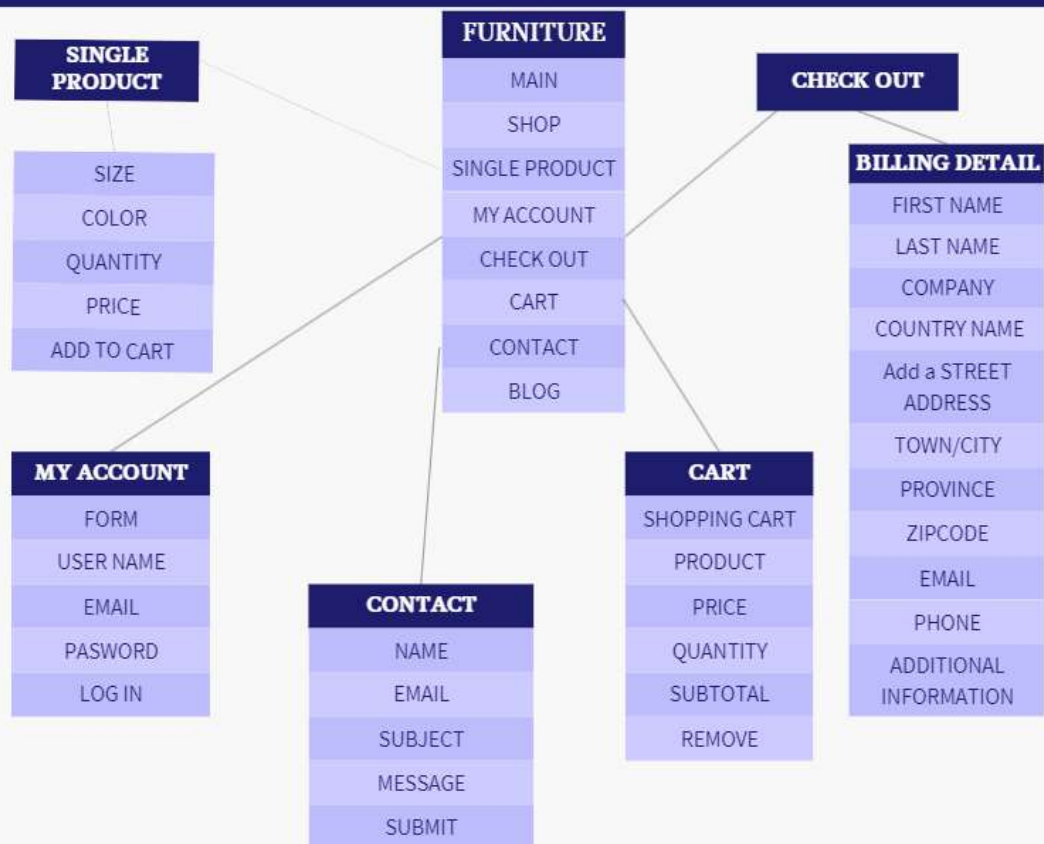 SINGLE
PRODUCT
SIZE
COLOR
QUANTITY
PRICE
ADD TO CART
FURNITURE
MAIN
SHOP
SINGLE PRODUCT
MY ACCOUNT
CHECK OUT
CART
CONTACT
BLOG
CHECK OUT
BILLING DETAIL
FIRST NAME
LAST NAME
COMPANY
COUNTRY NAME
Add a STREET
ADDRESS
TOWN/CITY
PROVINCE
ZIPCODE
EMAIL
PHONE
ADDITIONAL
INFORMATION
MY ACCOUNT
FORM
USER NAME
EMAIL
PASWORD
LOG IN
CONTACT
NAME
EMAIL
SUBJECT
MESSAGE
SUBMIT
CART
SHOPPING CART
PRODUCT
PRICE
QUANTITY
SUBTOTAL
REMOVE